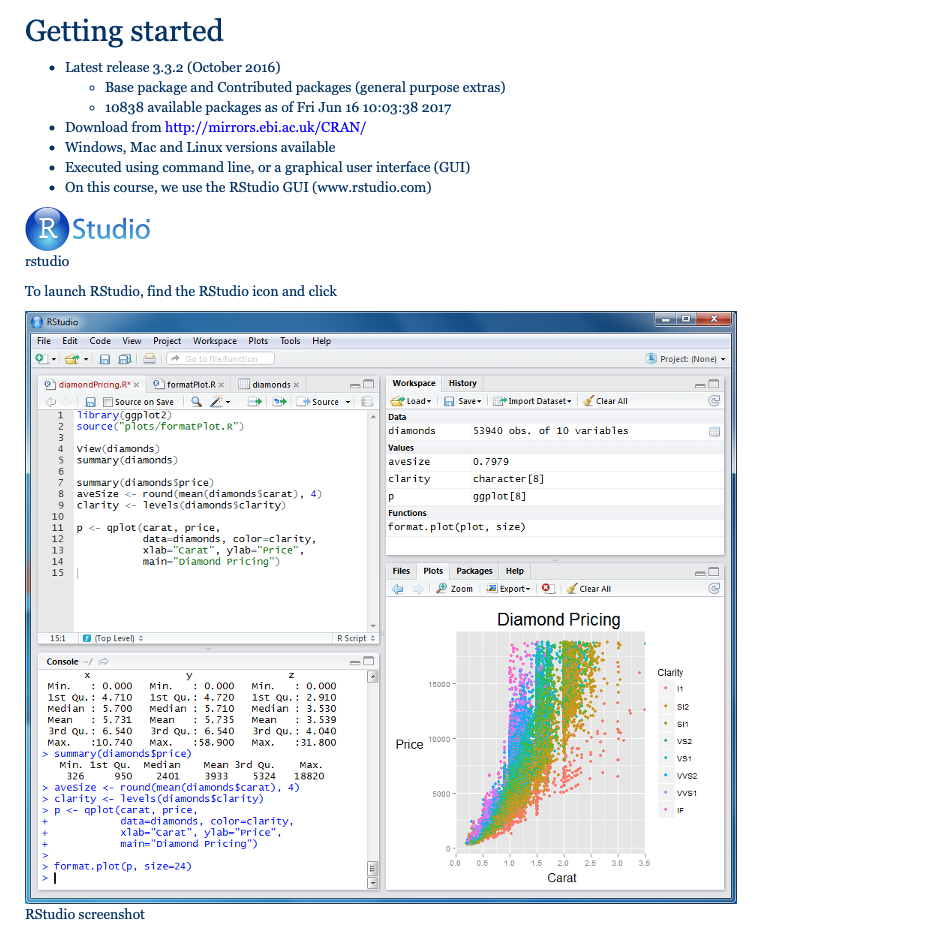 Getting started
Latest release 3.3.2 (October 2016)
Base package and Contributed packages (general purpose extras)
10838 available packages as of Fri Jun 16 10:03:38 2017
Download from http://mirrors.ebi.ac.uk/CRAN/
Windows, Mac and Linux versions available
Executed using command line, or a graphical user interface (GUI)
On this course, we use the RStudio GUI (www.rstudio.com)
R Studio
rstudio
To launch RStudio, find the RStudio icon and click
RStudio
File Edit Code View Project Workspace Plots Tools Help
Go to file/function
Project: (None)
diamondPricing.R* formatPlot.R diamonds
Source on Save Source
1 library(ggplot2)
2 source("plots/formatPlot.R")
3
4 View(diamonds)
5 summary(diamonds)
6
7 summary(diamonds$price)
8 aveSize <- round(mean(diamonds$carat), 4)
9 clarity <- levels(diamonds$clarity)
10
11 p <- qplot(carat, price,
12 data=diamonds, color=clarity,
13 xlab="Carat", ylab="Price",
14 main="Diamond Pricing")
15
15:1 (Top Level) R Script
Console ~/
x y z
Min. : 0.000 Min. : 0.000 Min. : 0.000
1st Qu.: 4.710 1st Qu.: 4.720 1st Qu.: 2.910
Median : 5.700 Median : 5.710 Median : 3.530
Mean : 5.731 Mean : 5.735 Mean : 3.539
3rd Qu.: 6.540 3rd Qu.: 6.540 3rd Qu.: 4.040
Max. :10.740 Max. :58.900 Max. :31.800
> summary(diamonds$price)
Min. 1st Qu. Median Mean 3rd Qu. Max.
326 950 2401 3933 5324 18820
> aveSize <- round(mean(diamonds$carat), 4)
> clarity <- levels(diamonds$clarity)
> p <- qplot(carat, price,
+ data=diamonds, color=clarity,
+ xlab="Carat", ylab="Price",
+ main="Diamond Pricing")
>
> format.plot(p, size=24)
>
Workspace History
Load Save Import Dataset Clear All
Data
diamonds 53940 obs. of 10 variables
Values
aveSize 0.7979
clarity character[8]
p ggplot[8]
Functions
format.plot(plot, size)
Files Plots Packages Help
Zoom Export Clear All
Diamond Pricing
Price
15000
10000
5000
0
0.0 0.5 1.0 1.5 2.0 2.5 3.0 3.5
Carat
Clarity
I1
SI2
SI1
VS2
VS1
VVS2
VVS1
IF
RStudio screenshot